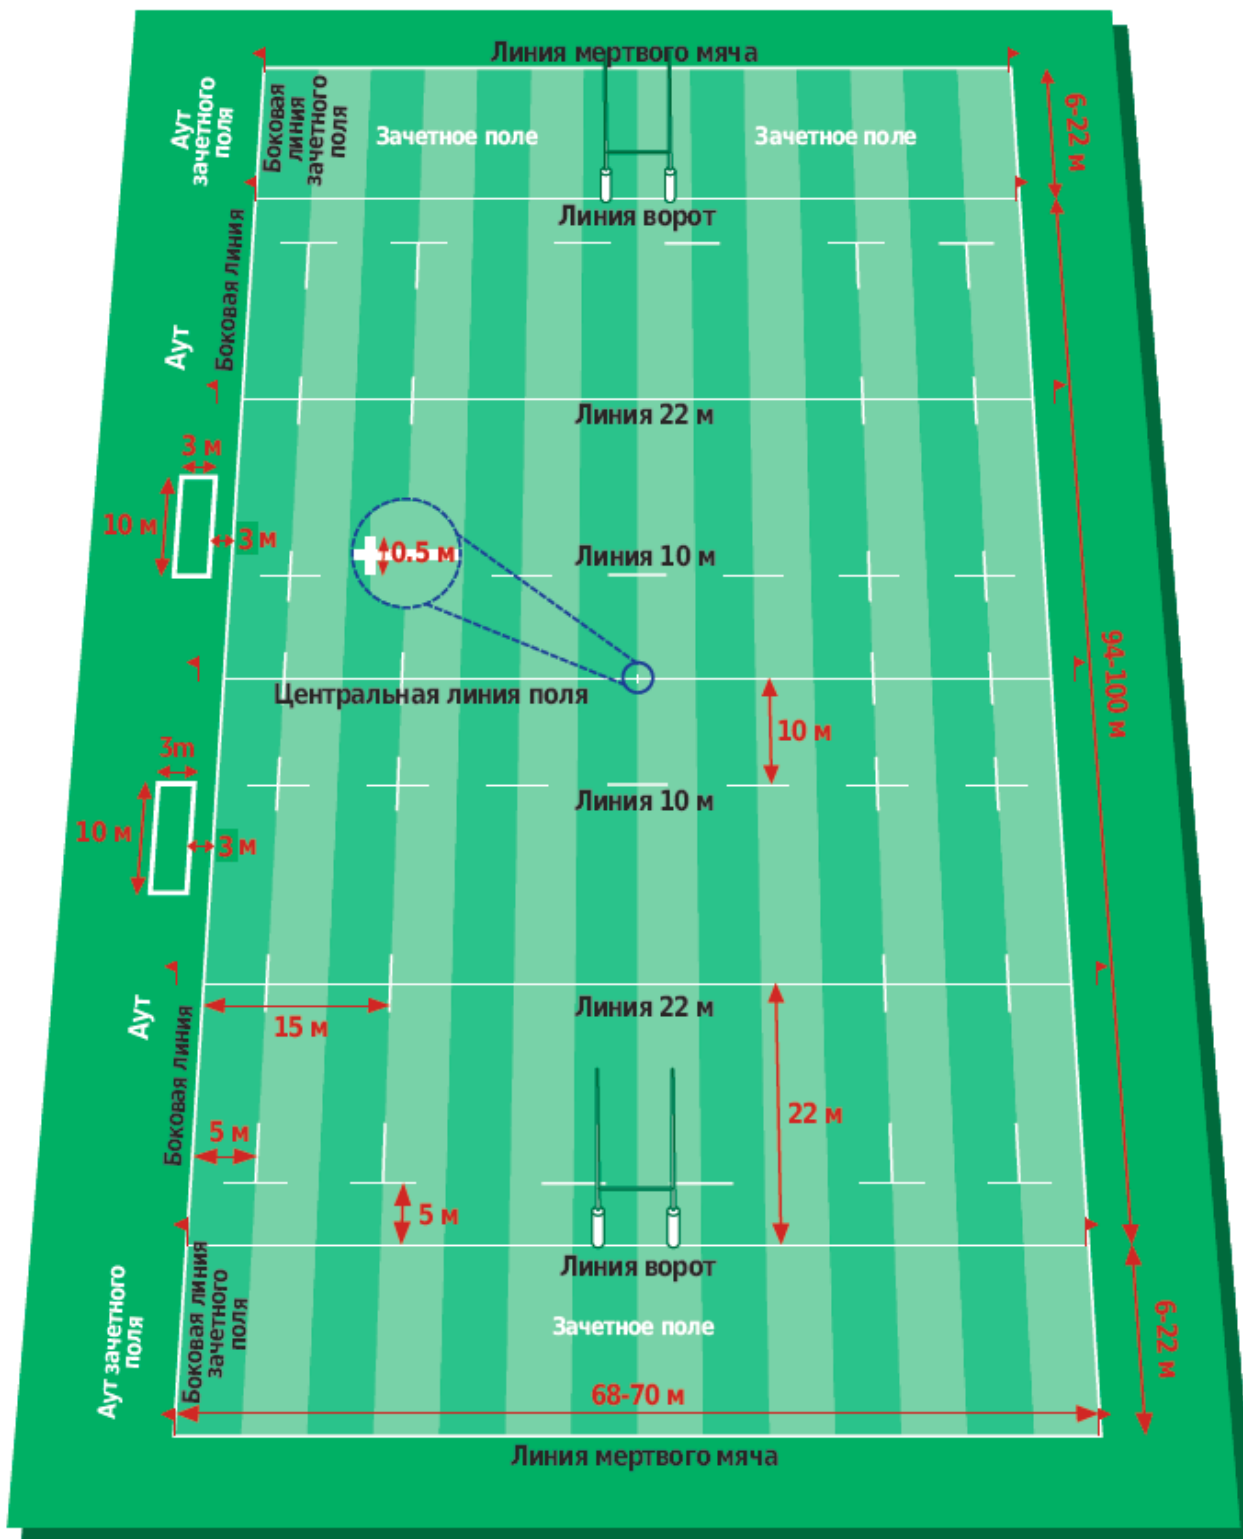 Линия мертвого мяча
Аут
зачетного
поля
Боковая
линия
зачетного
поля
Зачетное поле
Зачетное поле
6-22 м
Линия ворот
Боковая линия
Аут
Линия 22 м
3 м
10 м
3 м
0.5 м
Линия 10 м
94-100 м
Центральная линия поля
10 м
3m
10 м
3 м
Линия 10 м
Аут
Боковая линия
15 м
Линия 22 м
22 м
5 м
5 м
Линия ворот
Аут зачетного
поля
Боковая линия
зачетного
поля
Зачетное поле
6-22 м
68-70 м
Линия мертвого мяча